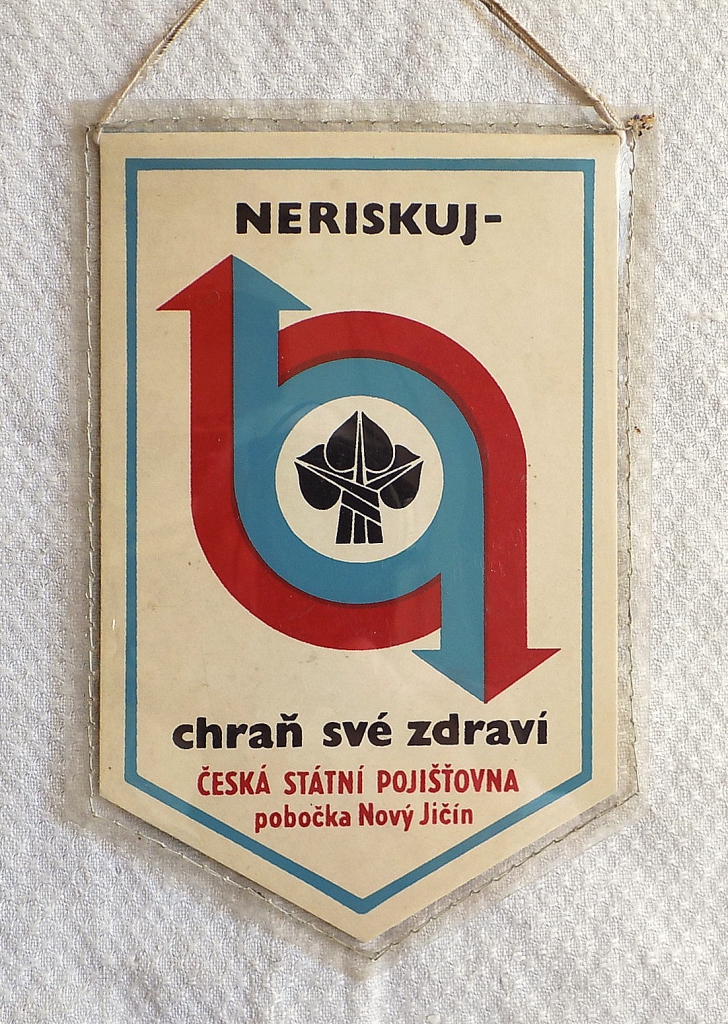 NERISKUJ-
chraň své zdraví
ČESKÁ STÁTNÍ POJIŠŤOVNA
pobočka Nový Jičín